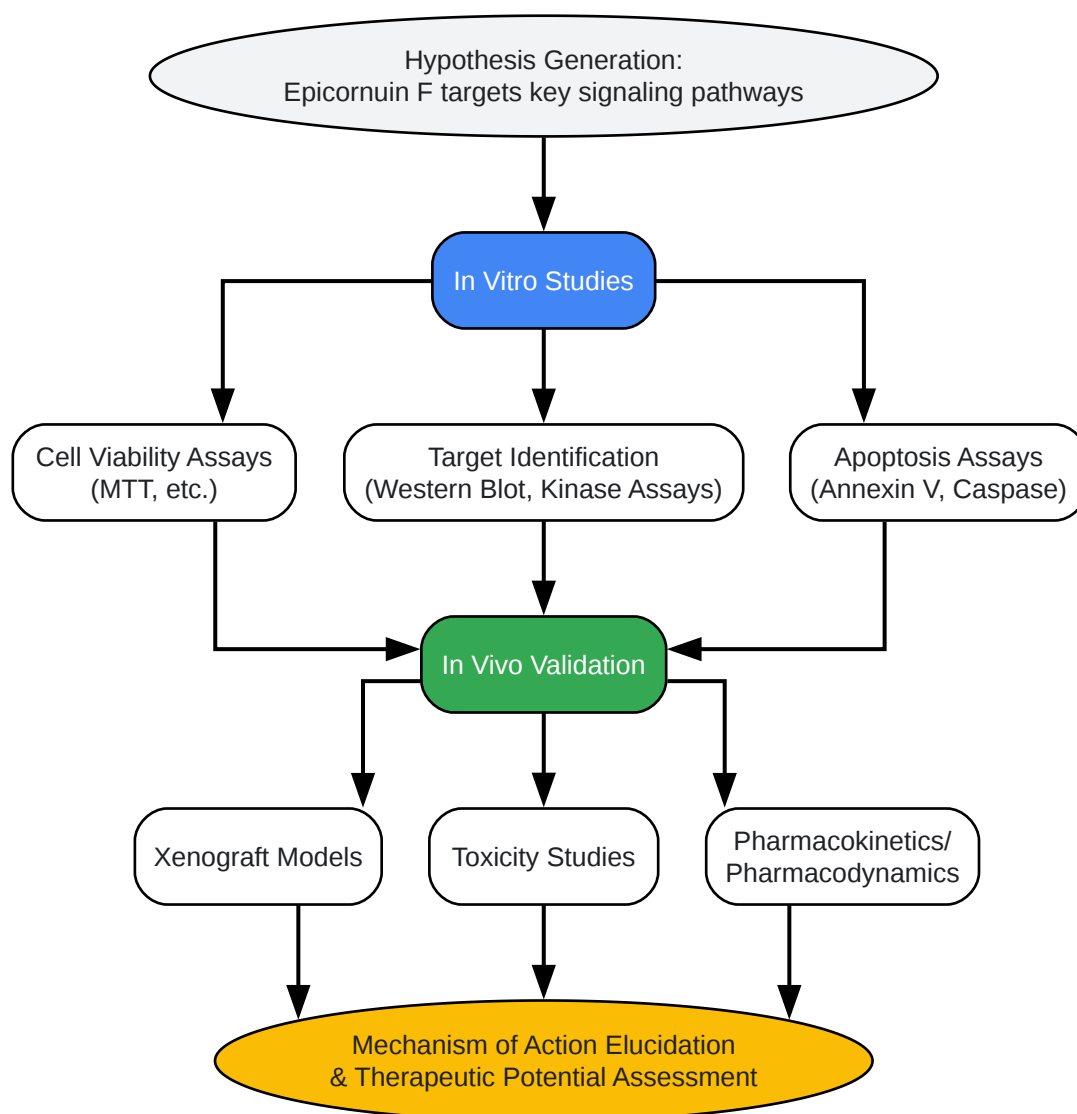 Hypothesis Generation:
Epicornuin F targets key signaling pathways
In Vitro Studies
Cell Viability Assays
(MTT, etc.)
Target Identification
(Western Blot, Kinase Assays)
Apoptosis Assays
(Annexin V, Caspase)
In Vivo Validation
Xenograft Models
Toxicity Studies
Pharmacokinetics/
Pharmacodynamics
Mechanism of Action Elucidation
& Therapeutic Potential Assessment